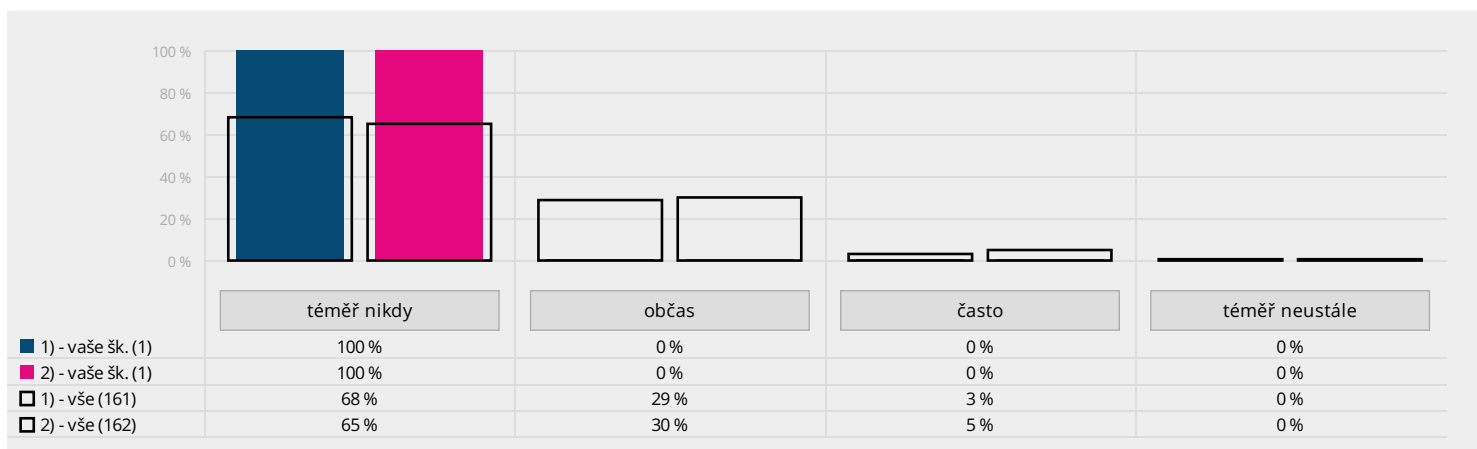 100 %
80 %
60 %
40 %
20 %
0 %
téměř nikdy občas často téměř neustále
1) - vaše šk. (1) 100 % 0 % 0 % 0 %
2) - vaše šk. (1) 100 % 0 % 0 % 0 %
1) - vše (161) 68 % 29 % 3 % 0 %
2) - vše (162) 65 % 30 % 5 % 0 %